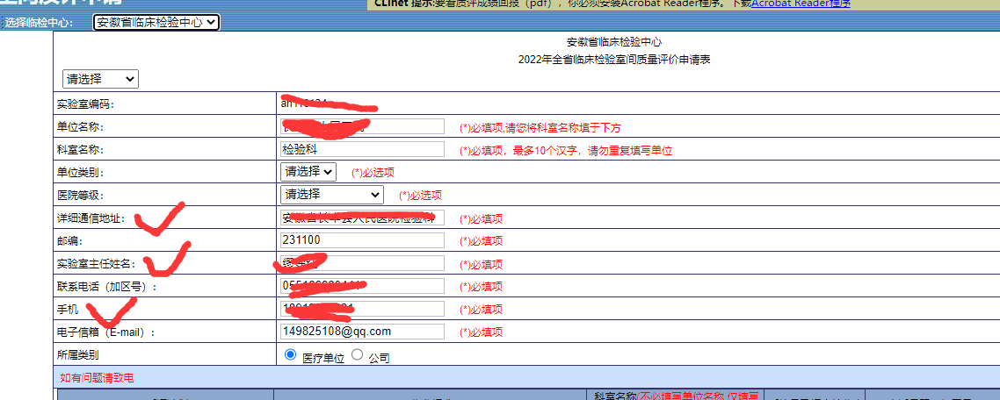 CLInet 提示:要看质评成绩回报（pdf），你必须安装Acrobat Reader程序。下载Acrobat Reader程序
选择临检中心: 安徽省临床检验中心
安徽省临床检验中心
2022年全省临床检验室间质量评价申请表
请选择
实验室编码:
单位名称: (*)必填项,请您将科室名称填于下方
科室名称: 检验科 (*)必填项，最多10个汉字，请勿重复填写单位
单位类别: 请选择 (*)必选项
医院等级: 请选择 (*)必选项
详细通信地址: (*)必填项
邮编: 231100 (*)必填项
实验室主任姓名: (*)必填项
联系电话（加区号）: (*)必填项
手机 (*)必填项
电子信箱（E-mail）: 149825108@qq.com (*)必填项
所属类别 医疗单位 公司
如有问题请致电
科室名称(不必填写单位名称,仅填写